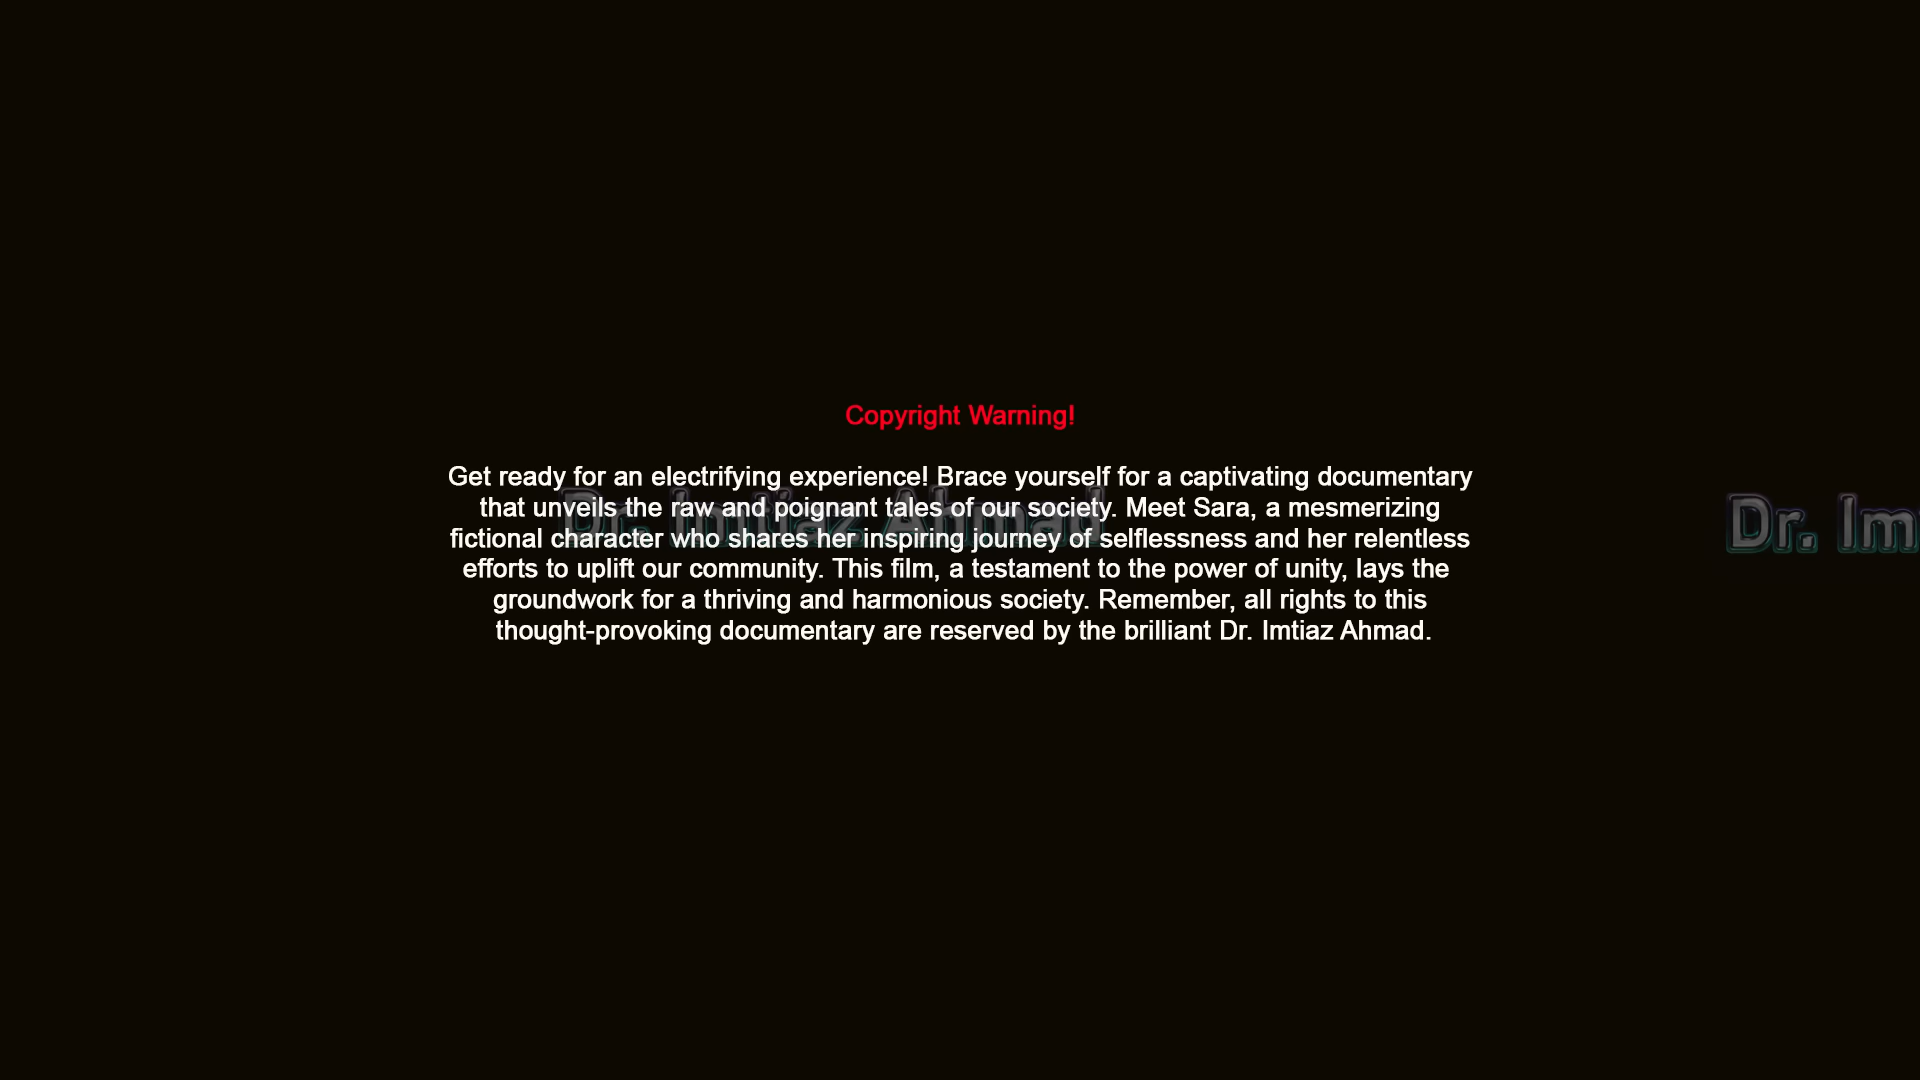 Copyright Warning!
Get ready for an electrifying experience! Brace yourself for a captivating documentary
that unveils the raw and poignant tales of our society. Meet Sara, a mesmerizing
Dr. Imtiaz Ahmad
Dr. Im
fictional character who shares her inspiring journey of selflessness and her relentless
efforts to uplift our community. This film, a testament to the power of unity, lays the
groundwork for a thriving and harmonious society. Remember, all rights to this
thought-provoking documentary are reserved by the brilliant Dr. Imtiaz Ahmad.